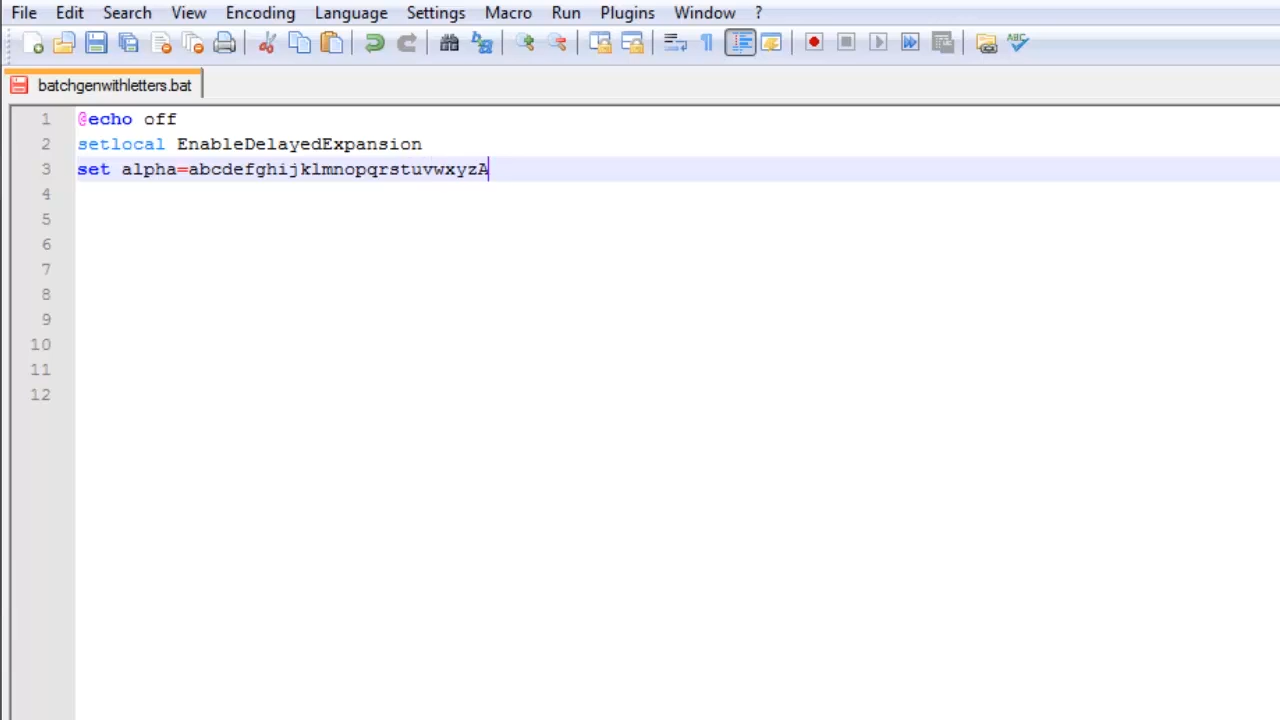 File Edit Search View Encoding Language Settings Macro Run Plugins Window ?
batchgenwithletters.bat
1 @echo off
2 setlocal EnableDelayedExpansion
3 set alpha=abcdefghijklmnopqrstuvwxyzA
4
5
6
7
8
9
10
11
12